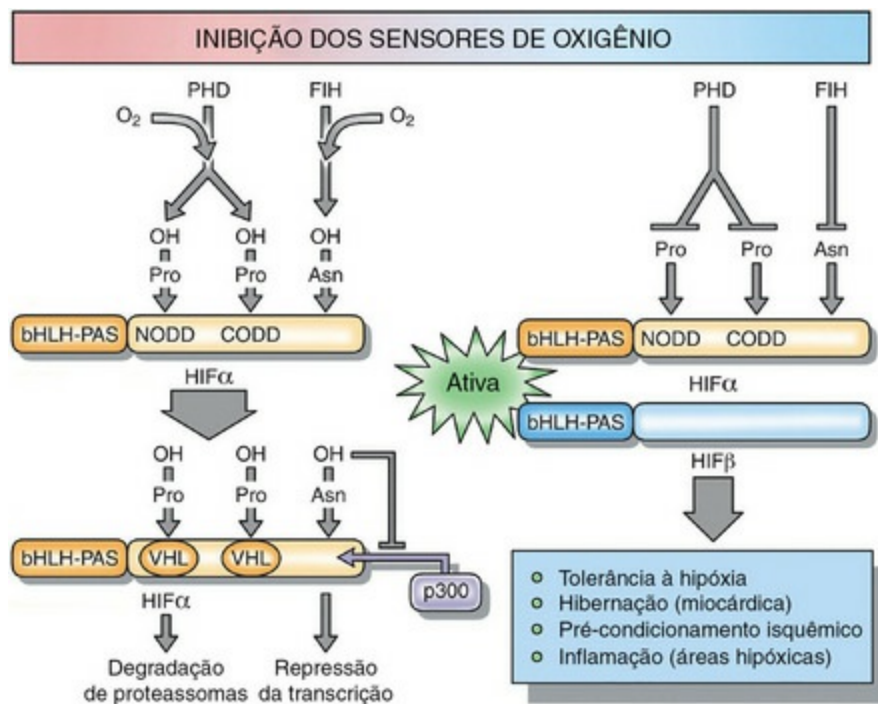 INIBIÇÃO DOS SENSORES DE OXIGÊNIO
PHD
FIH
O2
O2
OH
OH
OH
Pro
Pro
Asn
bHLH-PAS
NODD
CODD
HIFα
OH
OH
OH
Pro
Pro
Asn
bHLH-PAS
VHL
VHL
p300
HIFα
Degradação
de proteassomas
Repressão
da transcrição
PHD
FIH
Pro
Pro
Asn
bHLH-PAS
NODD
CODD
Ativa
HIFα
bHLH-PAS
HIFβ
Tolerância à hipóxia
Hibernação (miocárdica)
Pré-condicionamento isquêmico
Inflamação (áreas hipóxicas)